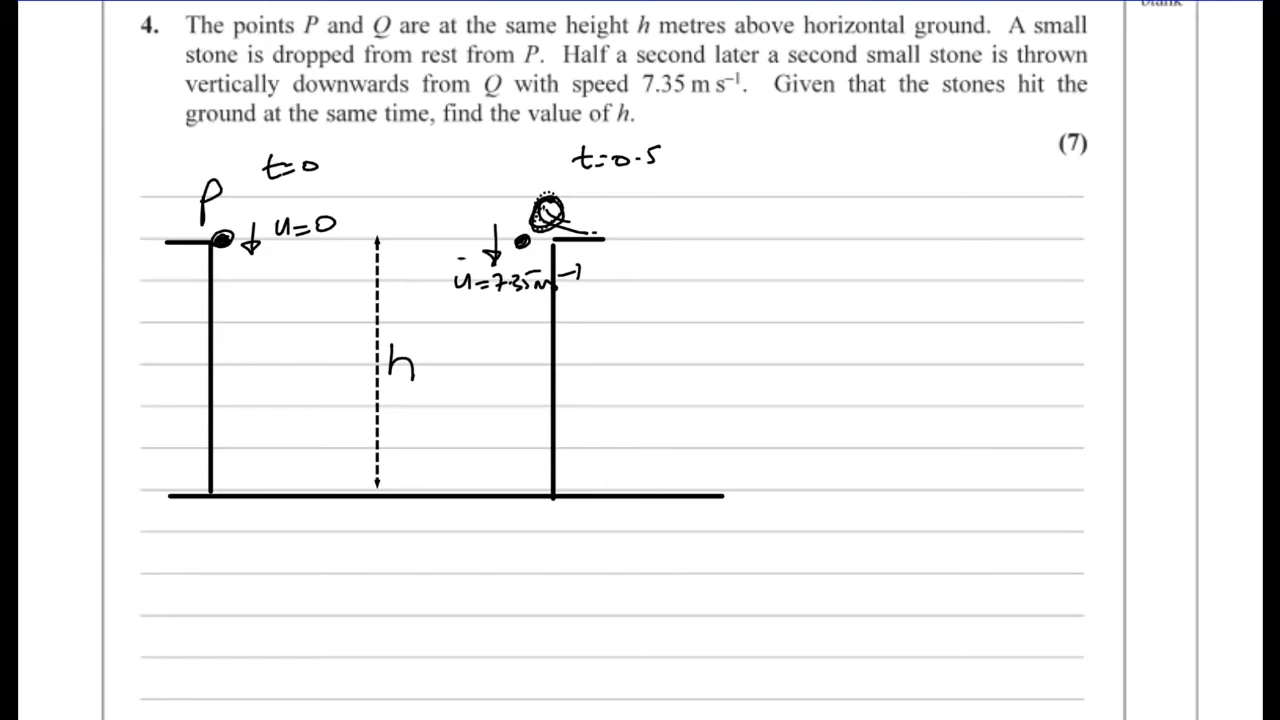 blank
4. The points P and Q are at the same height h metres above horizontal ground. A small
stone is dropped from rest from P. Half a second later a second small stone is thrown
vertically downwards from Q with speed 7.35 m s⁻¹. Given that the stones hit the
ground at the same time, find the value of h.
(7)
t=0
t=0.5
P
Q
u=0
u=7.35ms⁻¹
h